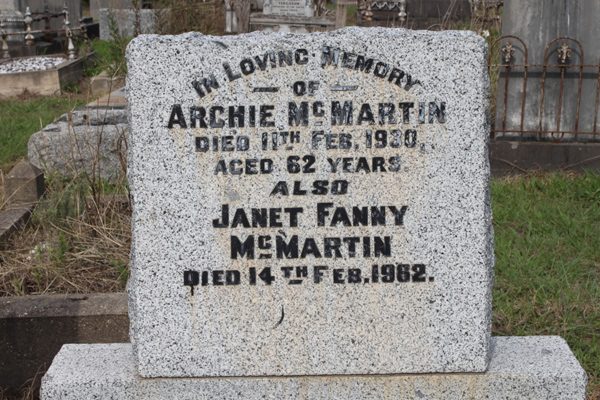 IN LOVING MEMORY
OF
ARCHIE McMARTIN
DIED 11TH FEB, 1930,
AGED 62 YEARS.
ALSO
JANET FANNY
McMARTIN
DIED 14TH FEB, 1962.